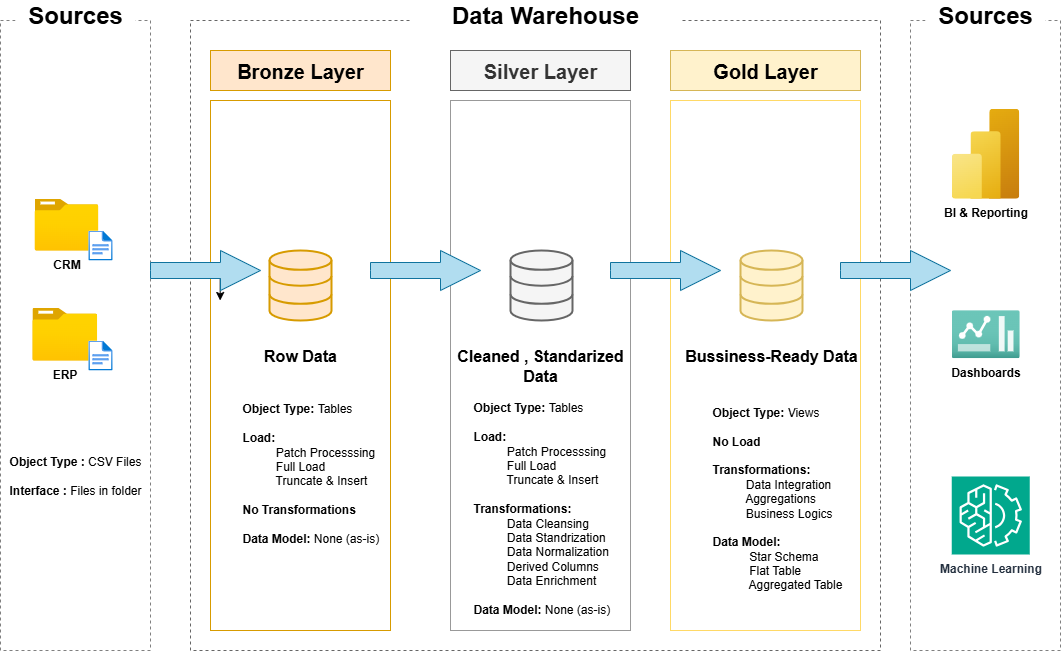 Sources
Data Warehouse
Sources
Bronze Layer
Silver Layer
Gold Layer
CRM
ERP
Object Type : CSV Files
Interface : Files in folder
Row Data
Object Type: Tables
Load:
Patch Processsing
Full Load
Truncate & Insert
No Transformations
Data Model: None (as-is)
Cleaned , Standarized
Data
Object Type: Tables
Load:
Patch Processsing
Full Load
Truncate & Insert
Transformations:
Data Cleansing
Data Standrization
Data Normalization
Derived Columns
Data Enrichment
Data Model: None (as-is)
Bussiness-Ready Data
Object Type: Views
No Load
Transformations:
Data Integration
Aggregations
Business Logics
Data Model:
Star Schema
Flat Table
Aggregated Table
BI & Reporting
Dashboards
Machine Learning